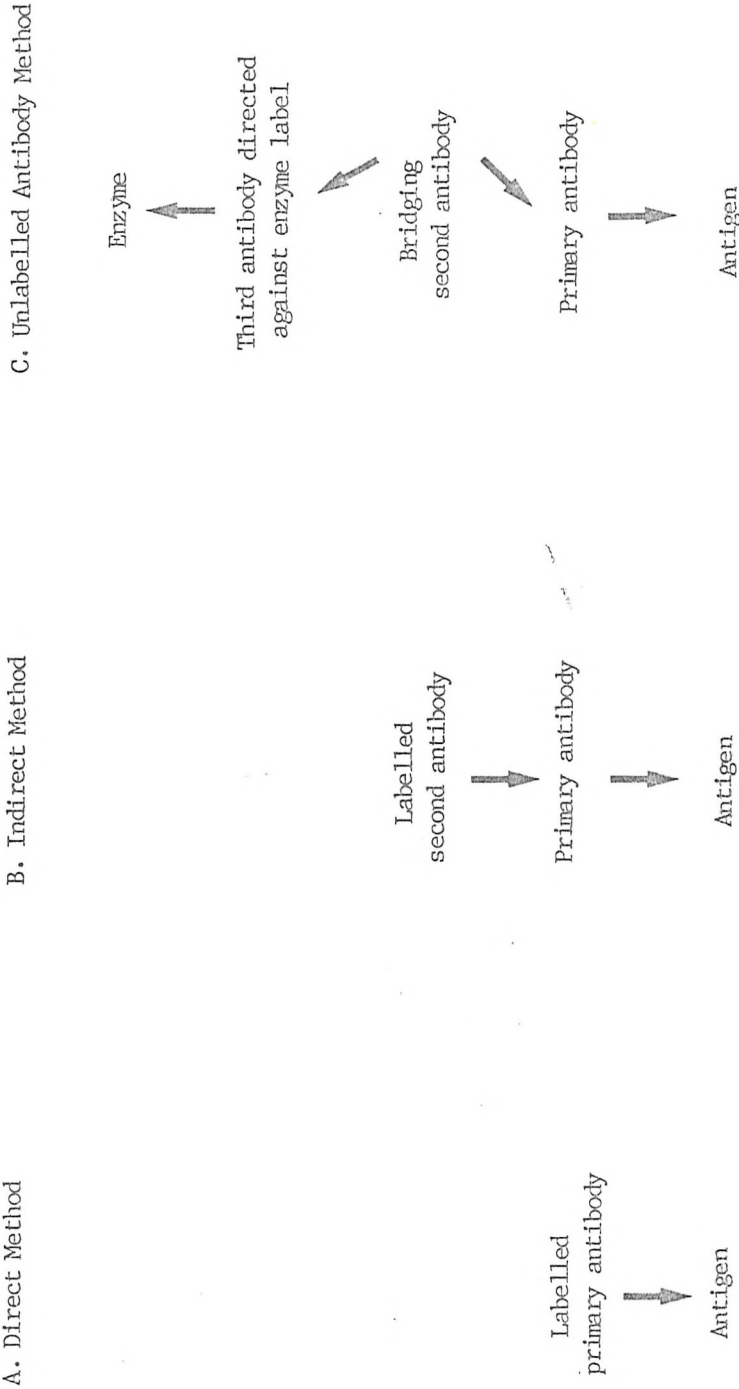 A. Direct Method
Labelled
primary antibody
Antigen
B. Indirect Method
Labelled
second antibody
Primary antibody
Antigen
C. Unlabelled Antibody Method
Enzyme
Third antibody directed
against enzyme label
Bridging
second antibody
Primary antibody
Antigen